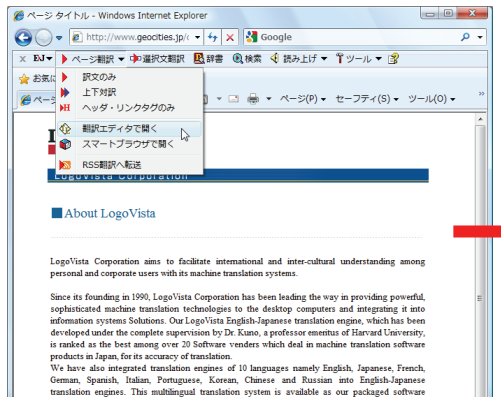 ページ タイトル - Windows Internet Explorer
http://www.geocities.jp/c
Google
x EJ ページ翻訳 選択文翻訳 辞書 検索 読み上げ ツール
お気に
訳文のみ
ページ(P) セーフティ(S) ツール(O) »
上下対訳
ヘッダ・リンクタグのみ
翻訳エディタで開く
スマートブラウザで開く
RSS翻訳へ転送
LogoVista Corporation
About LogoVista
LogoVista Corporation aims to facilitate international and inter-cultural understanding among
personal and corporate users with its machine translation systems.
Since its founding in 1990, LogoVista Corporation has been leading the way in providing powerful,
sophisticated machine translation technologies to the desktop computers and integrating it into
information systems Solutions. Our LogoVista English-Japanese translation engine, which has been
developed under the complete supervision by Dr. Kuno, a professor emeritus of Harvard University,
is ranked as the best among over 20 Software venders which deal in machine translation software
products in Japan, for its accuracy of translation.
We have also integrated translation engines of 10 languages namely English, Japanese, French,
German, Spanish, Italian, Portuguese, Korean, Chinese and Russian into English-Japanese
translation engines. This multilingual translation system is available as our packaged software